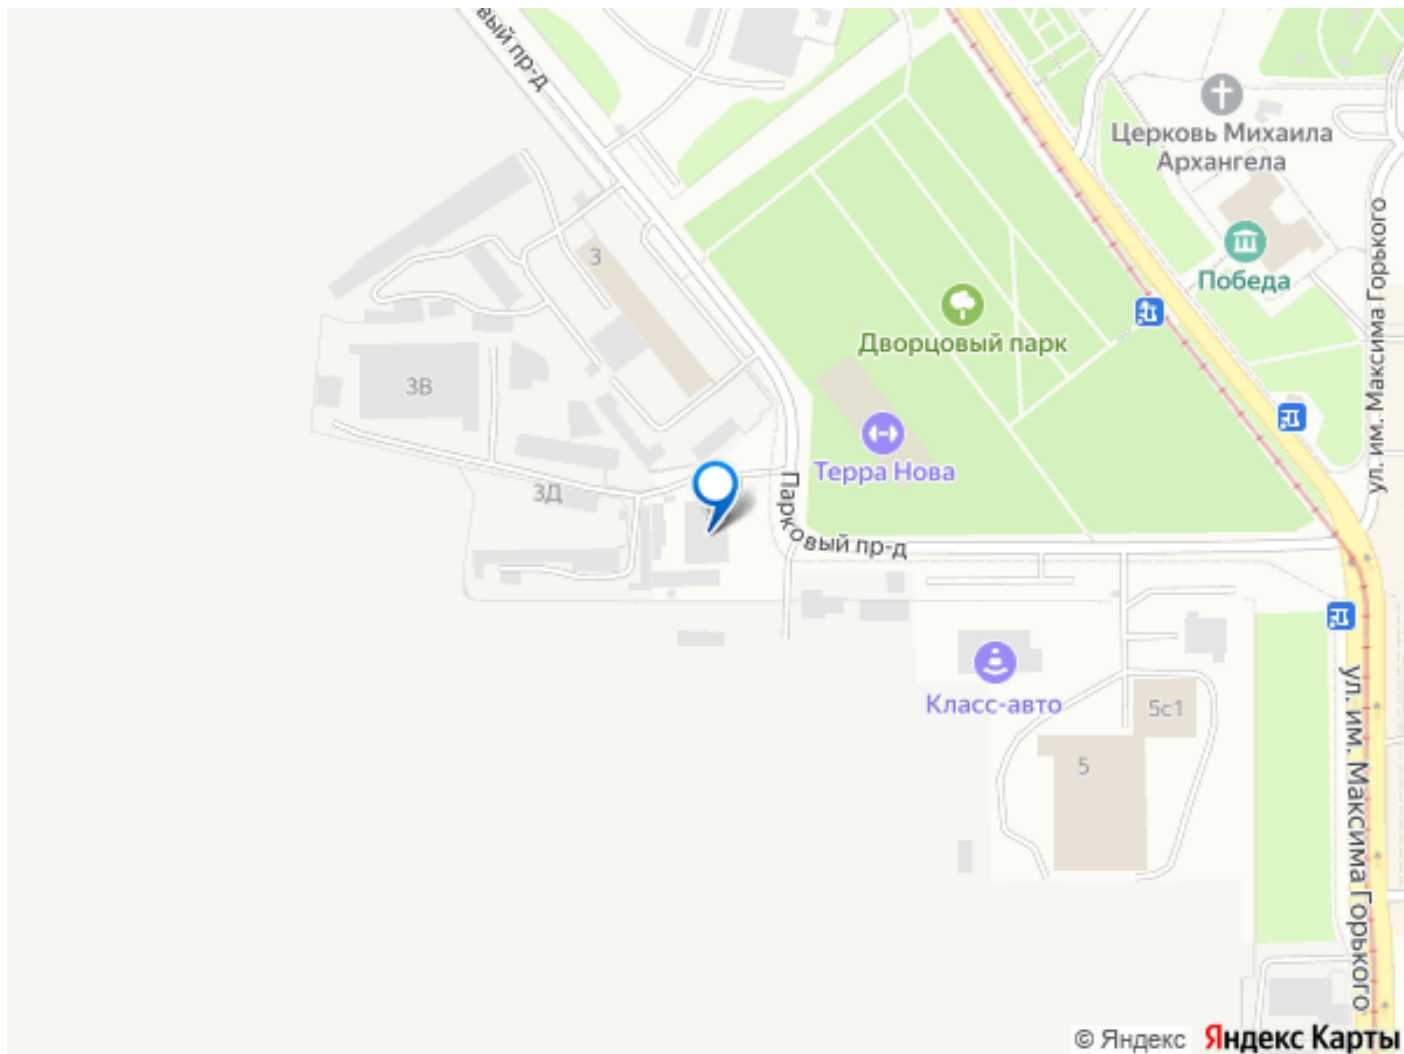 вый пр-д
Церковь Михаила
Архангела
ул. им. Максима Горького
Победа
3
Дворцовый парк
3В
Терра Нова
3Д
Парковый пр-д
Класс-авто
5с1
5
ул. им. Максима Горького
© Яндекс Яндекс Карты